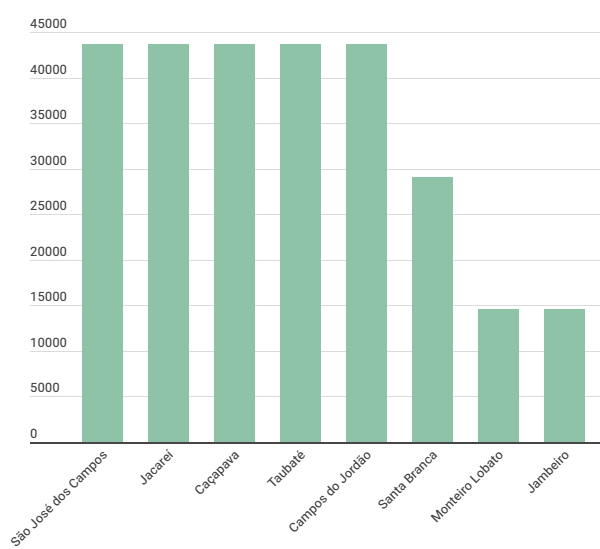 45000
40000
35000
30000
25000
20000
15000
10000
5000
0
São José dos Campos
Jacareí
Caçapava
Taubaté
Campos do Jordão
Santa Branca
Monteiro Lobato
Jambeiro